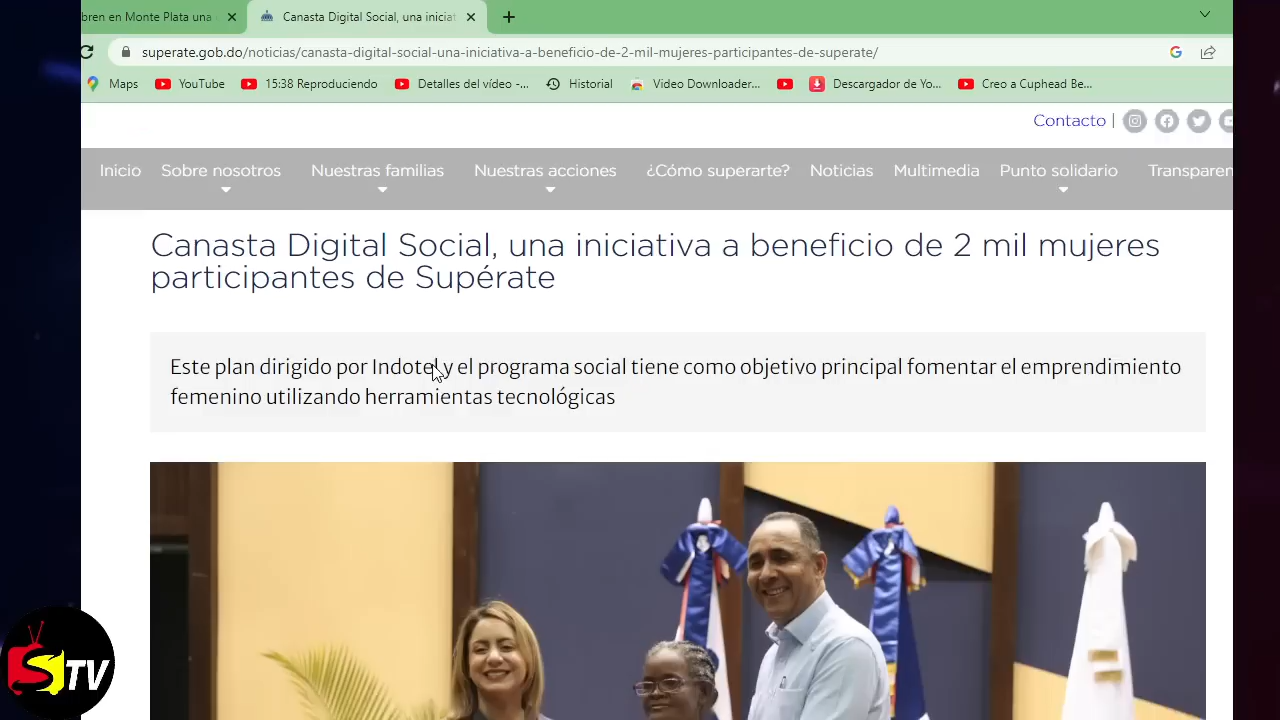 bren en Monte Plata una
Canasta Digital Social, una iniciat
superate.gob.do/noticias/canasta-digital-social-una-iniciativa-a-beneficio-de-2-mil-mujeres-participantes-de-superate/
Maps YouTube 15:38 Reproduciendo Detalles del vídeo -... Historial Video Downloader... Descargador de Yo... Creo a Cuphead Be...
Contacto |
Inicio Sobre nosotros Nuestras familias Nuestras acciones ¿Cómo superarte? Noticias Multimedia Punto solidario Transparen
Canasta Digital Social, una iniciativa a beneficio de 2 mil mujeres
participantes de Supérate
Este plan dirigido por Indotel y el programa social tiene como objetivo principal fomentar el emprendimiento
femenino utilizando herramientas tecnológicas
SJTV